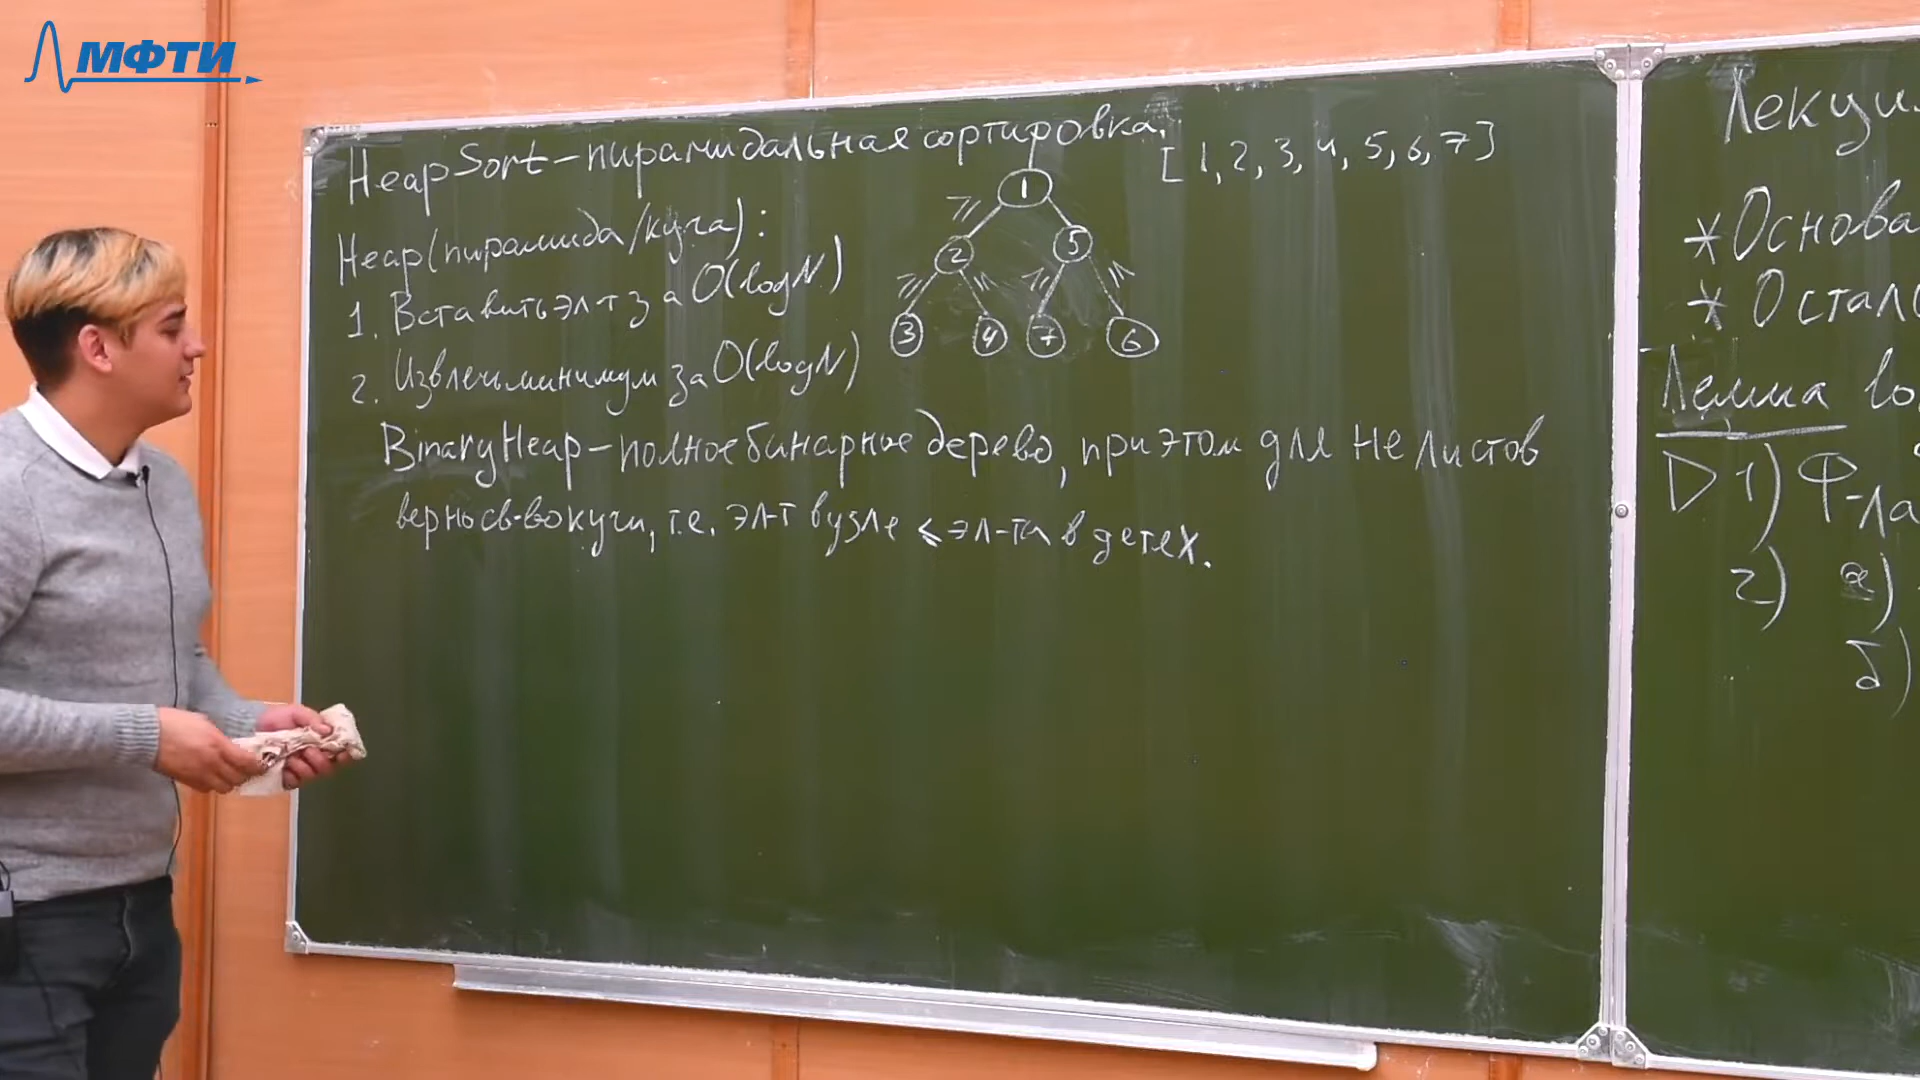 МФТИ
HeapSort – пирамидальная сортировка.
[1, 2, 3, 4, 5, 6, 7]
Heap (пирамида/куча):
1. Вставить эл-т за O(logN)
2. Извлечь минимум за O(logN)
1
2 5
3 4 7 6
BinaryHeap – полное бинарное дерево, при этом для не листов
верно св-во кучи, т.е. эл-т в узле ≤ эл-та в детях.
Лекци
* Основа
* Остал
Лемма
D 1) Ф-ла
2) а)
б)